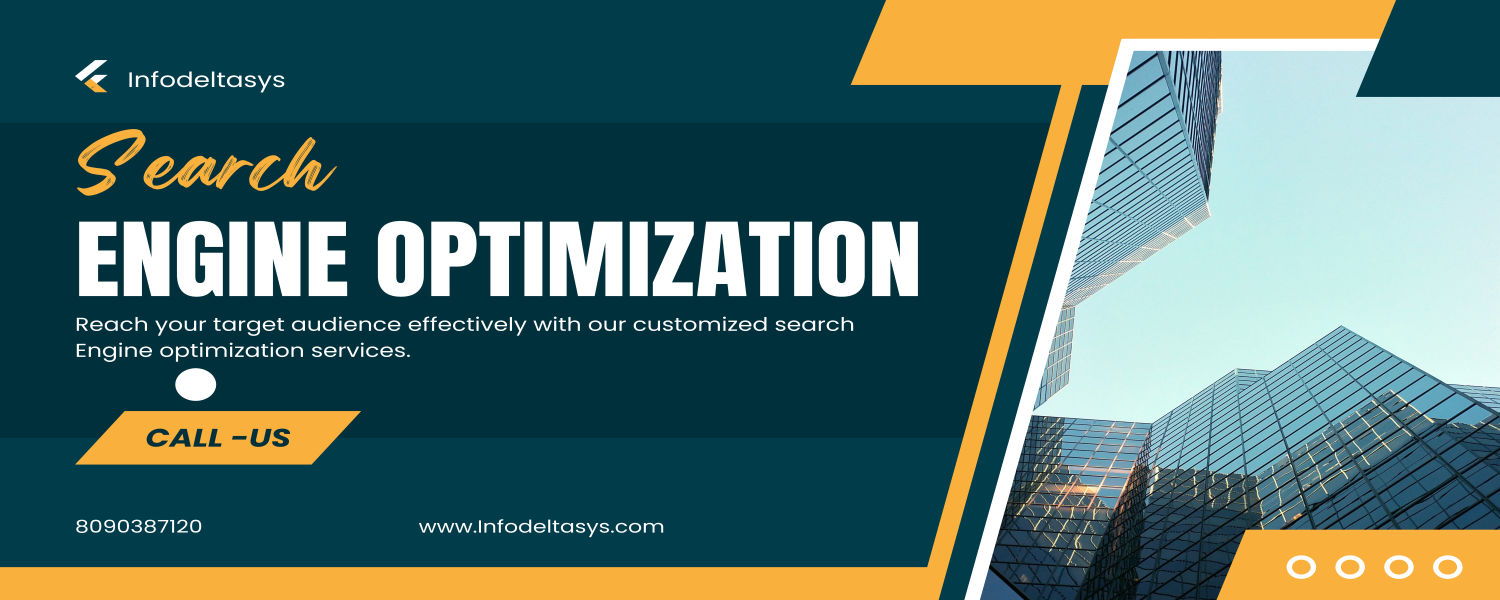 Infodeltasys
Search
ENGINE OPTIMIZATION
Reach your target audience effectively with our customized search
Engine optimization services.
CALL -US
8090387120
www.Infodeltasys.com